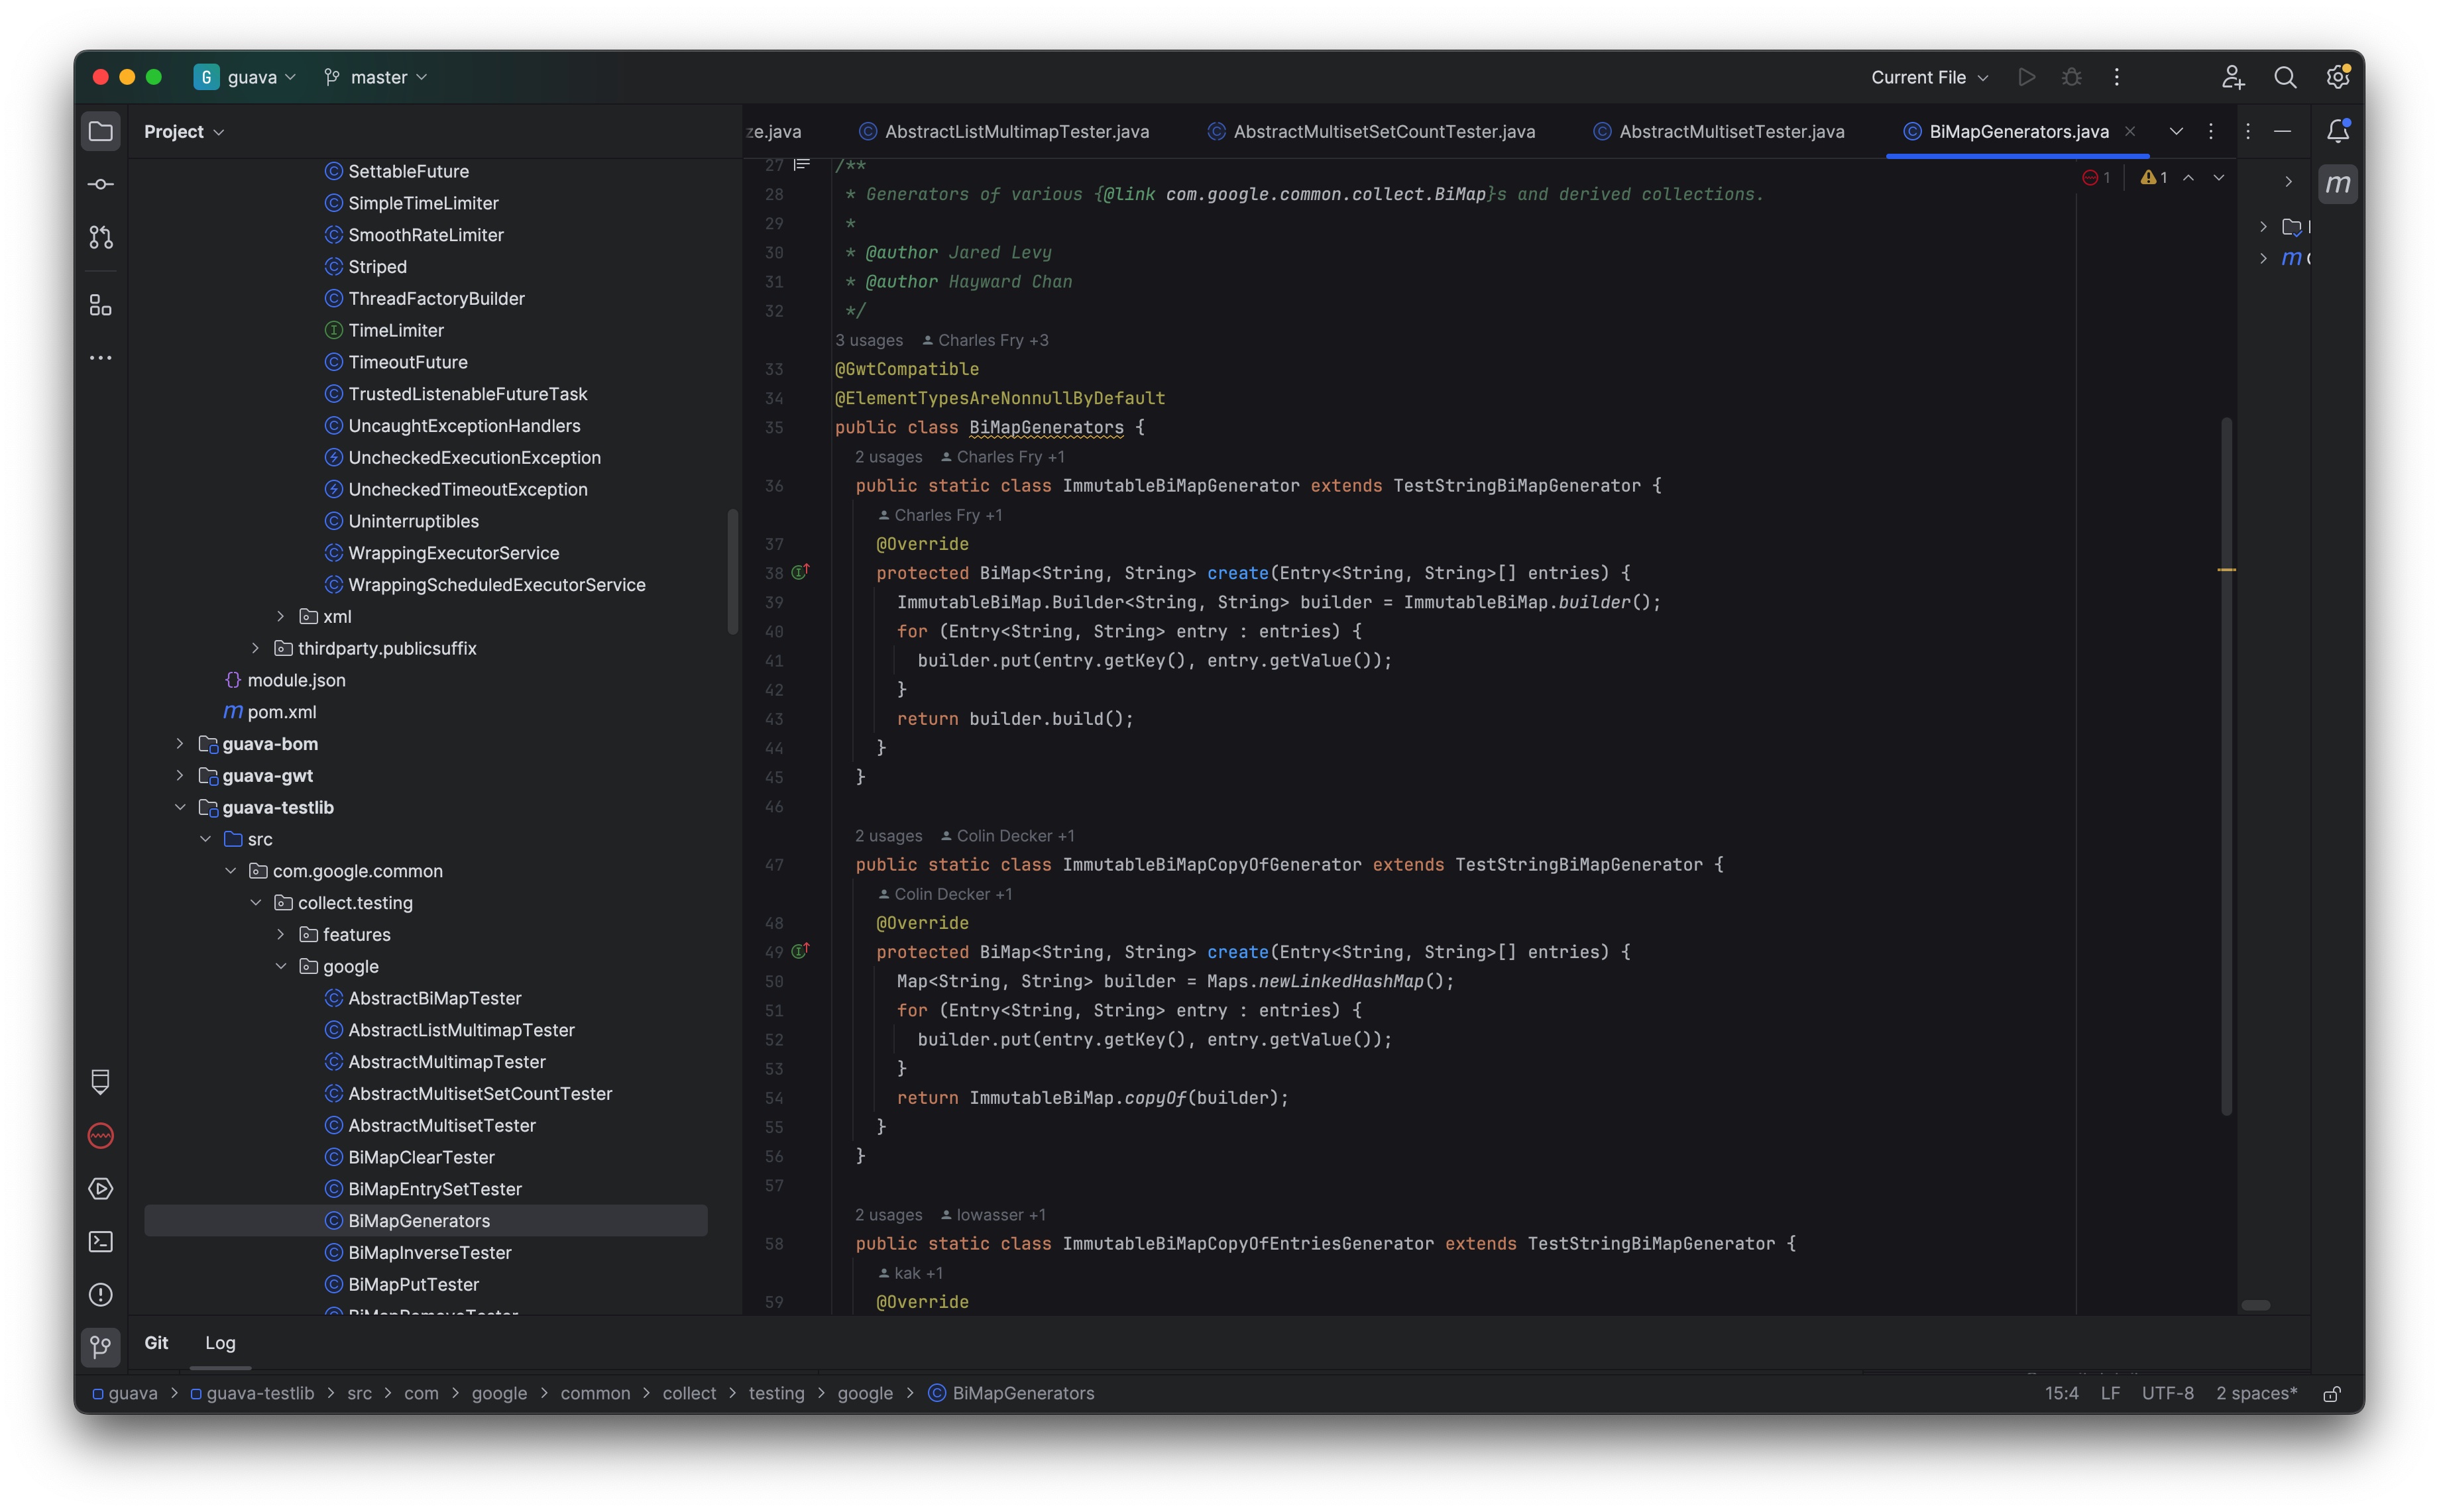 G guava master Current File
Project
ze.java AbstractListMultimapTester.java AbstractMultisetSetCountTester.java AbstractMultisetTester.java BiMapGenerators.java
SettableFuture
SimpleTimeLimiter
SmoothRateLimiter
Striped
ThreadFactoryBuilder
TimeLimiter
TimeoutFuture
TrustedListenableFutureTask
UncaughtExceptionHandlers
UncheckedExecutionException
UncheckedTimeoutException
Uninterruptibles
WrappingExecutorService
WrappingScheduledExecutorService
xml
thirdparty.publicsuffix
module.json
pom.xml
guava-bom
guava-gwt
guava-testlib
src
com.google.common
collect.testing
features
google
AbstractBiMapTester
AbstractListMultimapTester
AbstractMultimapTester
AbstractMultisetSetCountTester
AbstractMultisetTester
BiMapClearTester
BiMapEntrySetTester
BiMapGenerators
BiMapInverseTester
BiMapPutTester
BiMapRemoveTester
27 /**
28 * Generators of various {@link com.google.common.collect.BiMap}s and derived collections.
29 *
30 * @author Jared Levy
31 * @author Hayward Chan
32 */
3 usages Charles Fry +3
33 @GwtCompatible
34 @ElementTypesAreNonnullByDefault
35 public class BiMapGenerators {
2 usages Charles Fry +1
36 public static class ImmutableBiMapGenerator extends TestStringBiMapGenerator {
Charles Fry +1
37 @Override
38 protected BiMap<String, String> create(Entry<String, String>[] entries) {
39 ImmutableBiMap.Builder<String, String> builder = ImmutableBiMap.builder();
40 for (Entry<String, String> entry : entries) {
41 builder.put(entry.getKey(), entry.getValue());
42 }
43 return builder.build();
44 }
45 }
46
2 usages Colin Decker +1
47 public static class ImmutableBiMapCopyOfGenerator extends TestStringBiMapGenerator {
Colin Decker +1
48 @Override
49 protected BiMap<String, String> create(Entry<String, String>[] entries) {
50 Map<String, String> builder = Maps.newLinkedHashMap();
51 for (Entry<String, String> entry : entries) {
52 builder.put(entry.getKey(), entry.getValue());
53 }
54 return ImmutableBiMap.copyOf(builder);
55 }
56 }
57
2 usages lowasser +1
58 public static class ImmutableBiMapCopyOfEntriesGenerator extends TestStringBiMapGenerator {
kak +1
59 @Override
1 1
m
m
Git Log
guava > guava-testlib > src > com > google > common > collect > testing > google > BiMapGenerators 15:4 LF UTF-8 2 spaces*